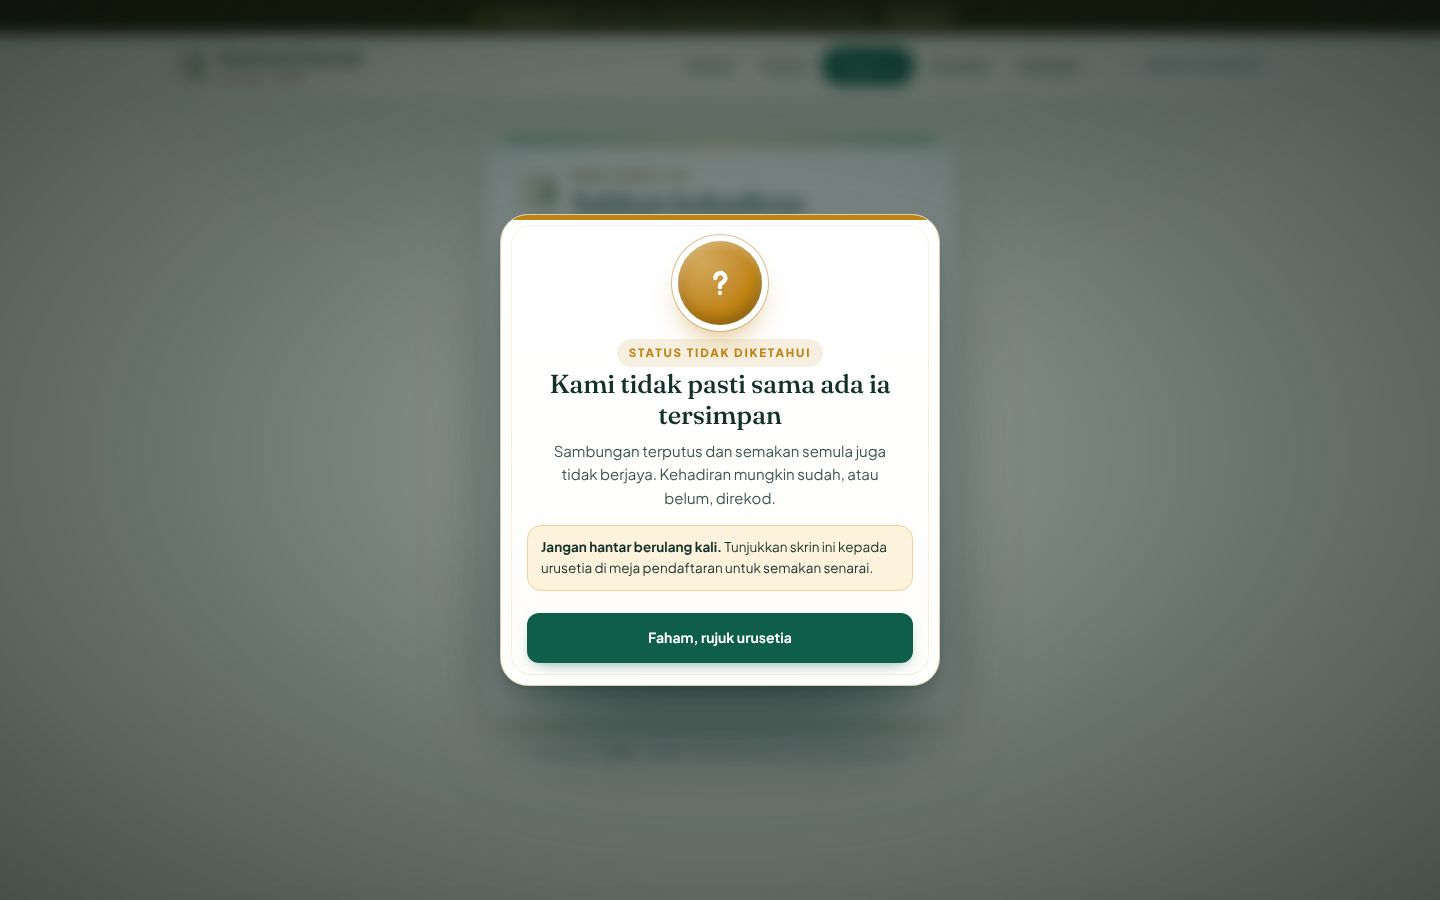 ?
STATUS TIDAK DIKETAHUI
Kami tidak pasti sama ada ia
tersimpan
Sambungan terputus dan semakan semula juga
tidak berjaya. Kehadiran mungkin sudah, atau
belum, direkod.
Jangan hantar berulang kali. Tunjukkan skrin ini kepada
urusetia di meja pendaftaran untuk semakan senarai.
Faham, rujuk urusetia